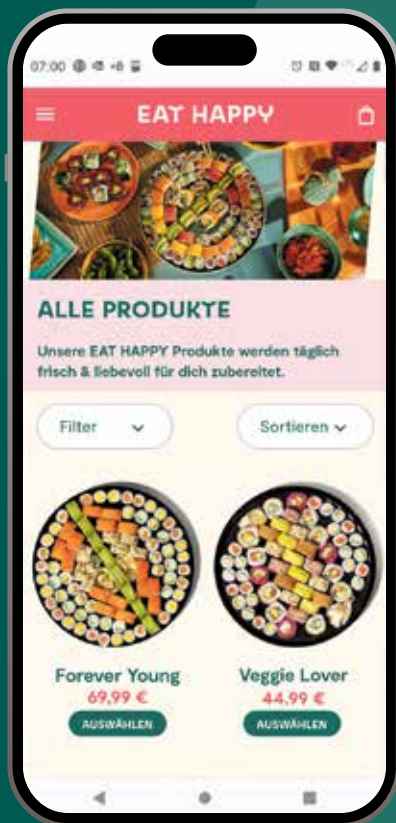 07:00
EAT HAPPY
ALLE PRODUKTE
Unsere EAT HAPPY Produkte werden täglich
frisch & liebevoll für dich zubereitet.
Filter
Sortieren
Forever Young
Veggie Lover
69,99 €
44,99 €
AUSWÄHLEN
AUSWÄHLEN